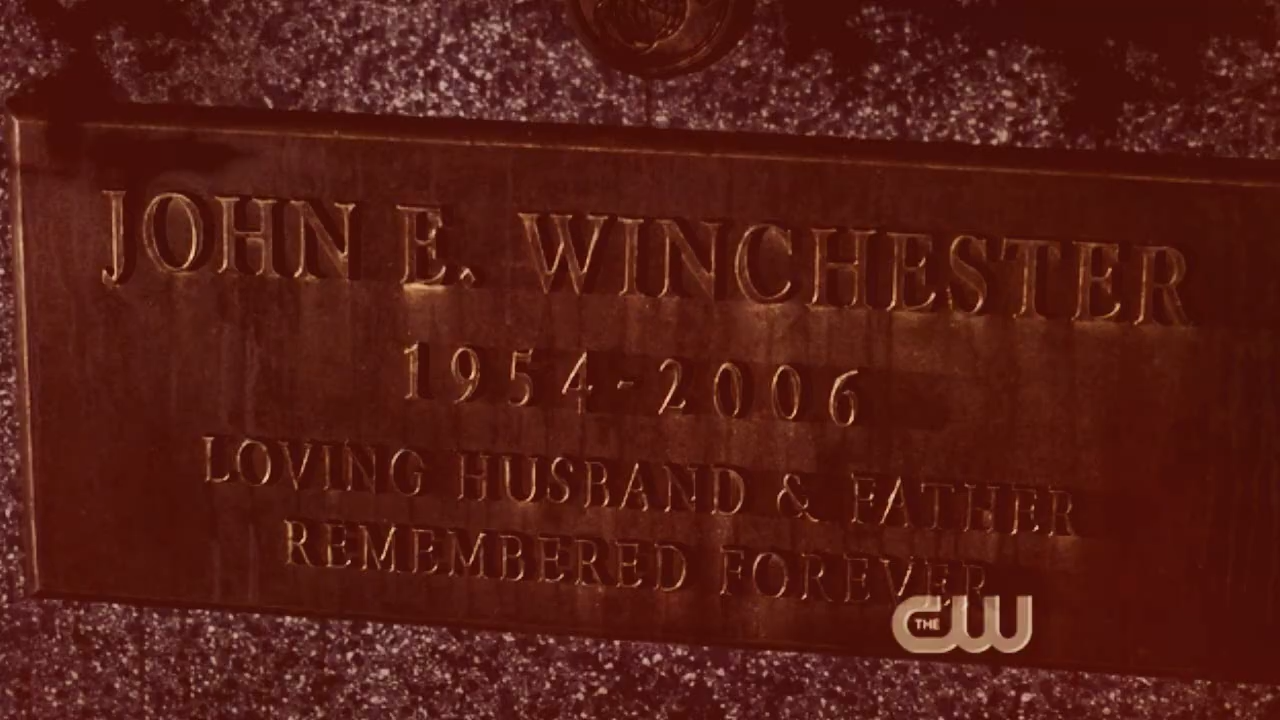 JOHN E. WINCHESTER
1954-2006
LOVING HUSBAND & FATHER
REMEMBERED FOREVER
THE CW